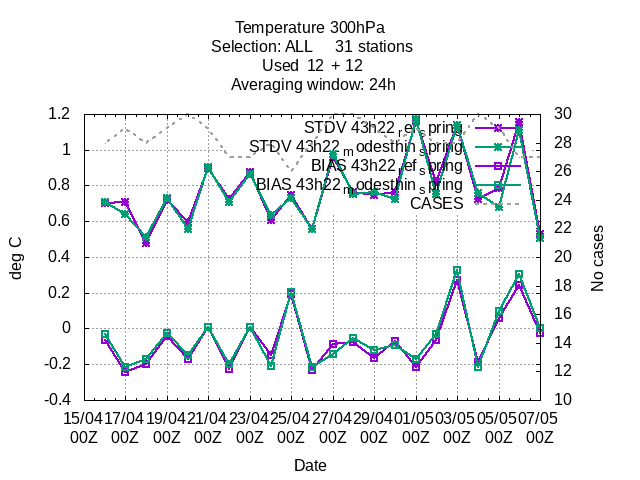 Temperature 300hPa
Selection: ALL 31 stations
Used 12 + 12
Averaging window: 24h
STDV 43h22_ref_spring
STDV 43h22_modesthin_spring
BIAS 43h22_ref_spring
BIAS 43h22_modesthin_spring
CASES
1.2
1
0.8
0.6
0.4
0.2
0
-0.2
-0.4
deg C
30
28
26
24
22
20
18
16
14
12
10
No cases
15/04 17/04 19/04 21/04 23/04 25/04 27/04 29/04 01/05 03/05 05/05 07/05
00Z 00Z 00Z 00Z 00Z 00Z 00Z 00Z 00Z 00Z 00Z 00Z
Date